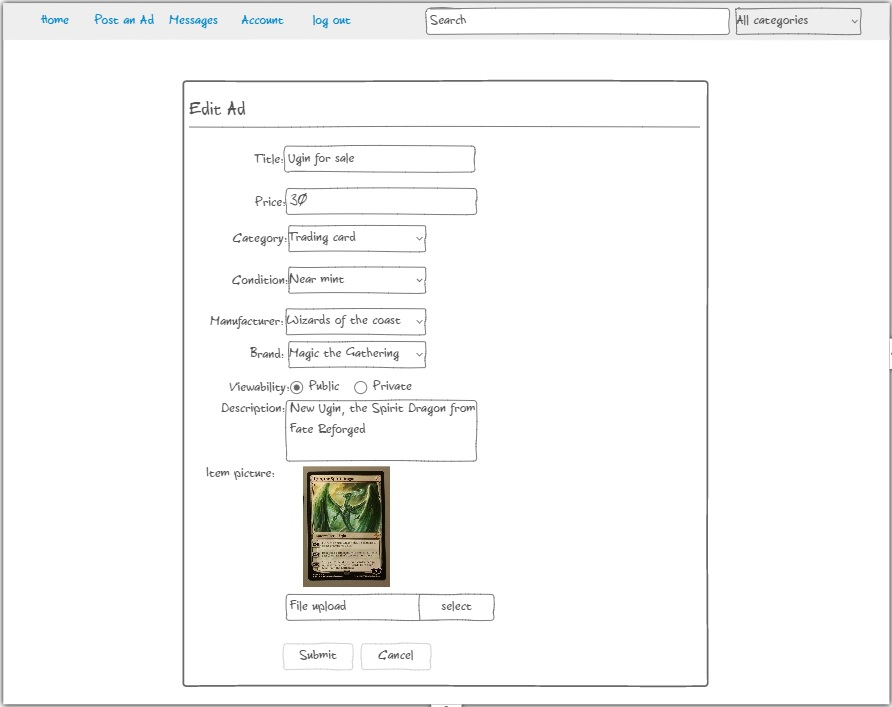 Home Post an Ad Messages Account log out Search All categories
Edit Ad
Title: Ugin for sale
Price: 30
Category: Trading card
Condition: Near mint
Manufacturer: Wizards of the coast
Brand: Magic the Gathering
Viewability: Public Private
Description: New Ugin, the Spirit Dragon from
Fate Reforged
Item picture:
File upload select
Submit Cancel